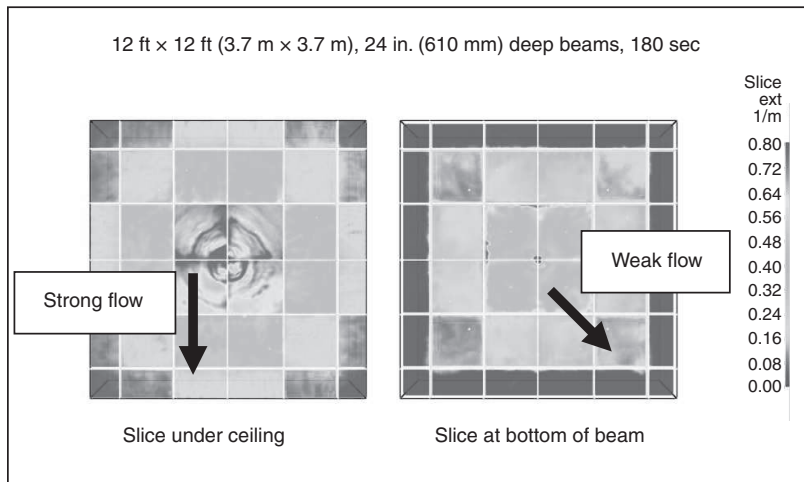 12 ft × 12 ft (3.7 m × 3.7 m), 24 in. (610 mm) deep beams, 180 sec
Slice
ext
1/m
0.80
0.72
0.64
0.56
0.48
0.40
0.32
0.24
0.16
0.08
0.00
Strong flow
Weak flow
Slice under ceiling
Slice at bottom of beam